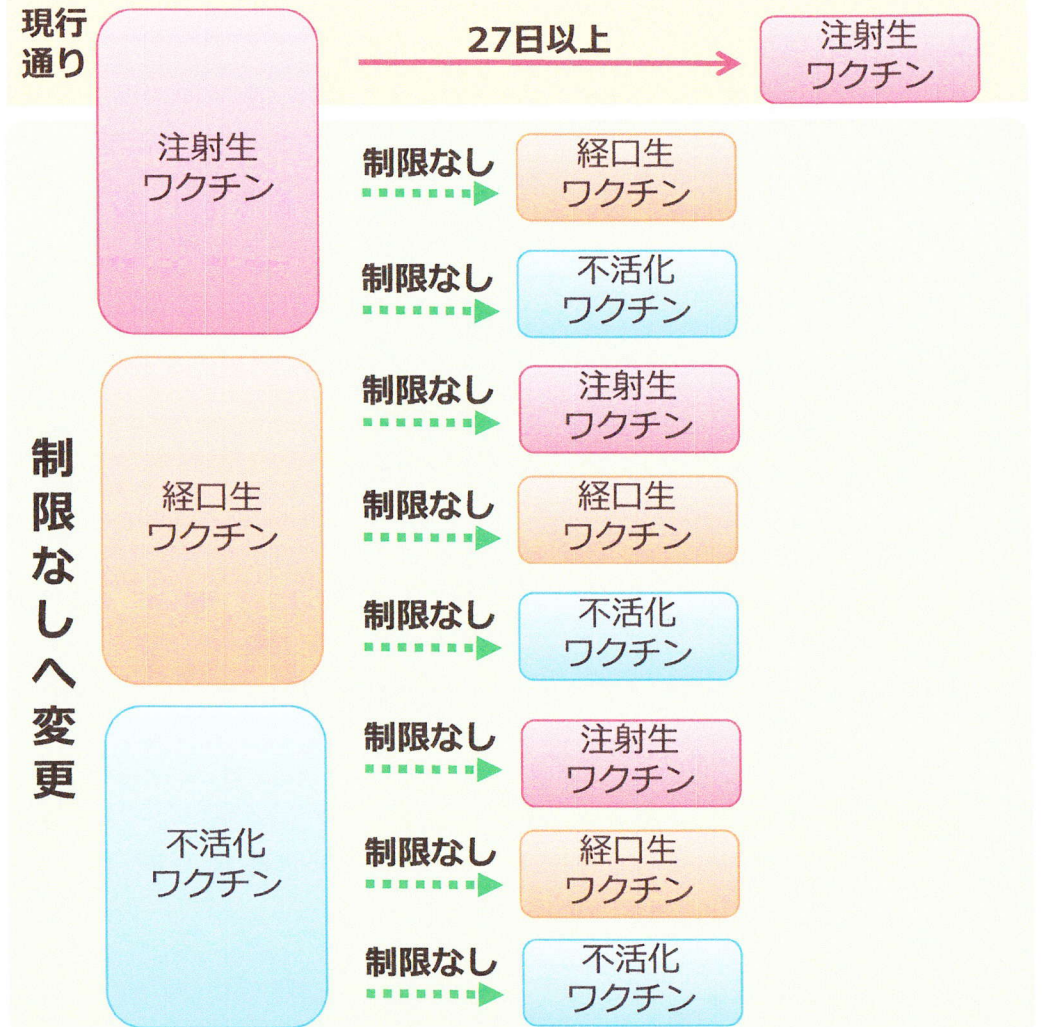 現行
通り
注射生
ワクチン
27日以上
注射生
ワクチン
制限なしへ変更
制限なし
経口生
ワクチン
制限なし
不活化
ワクチン
経口生
ワクチン
制限なし
注射生
ワクチン
制限なし
経口生
ワクチン
制限なし
不活化
ワクチン
不活化
ワクチン
制限なし
注射生
ワクチン
制限なし
経口生
ワクチン
制限なし
不活化
ワクチン